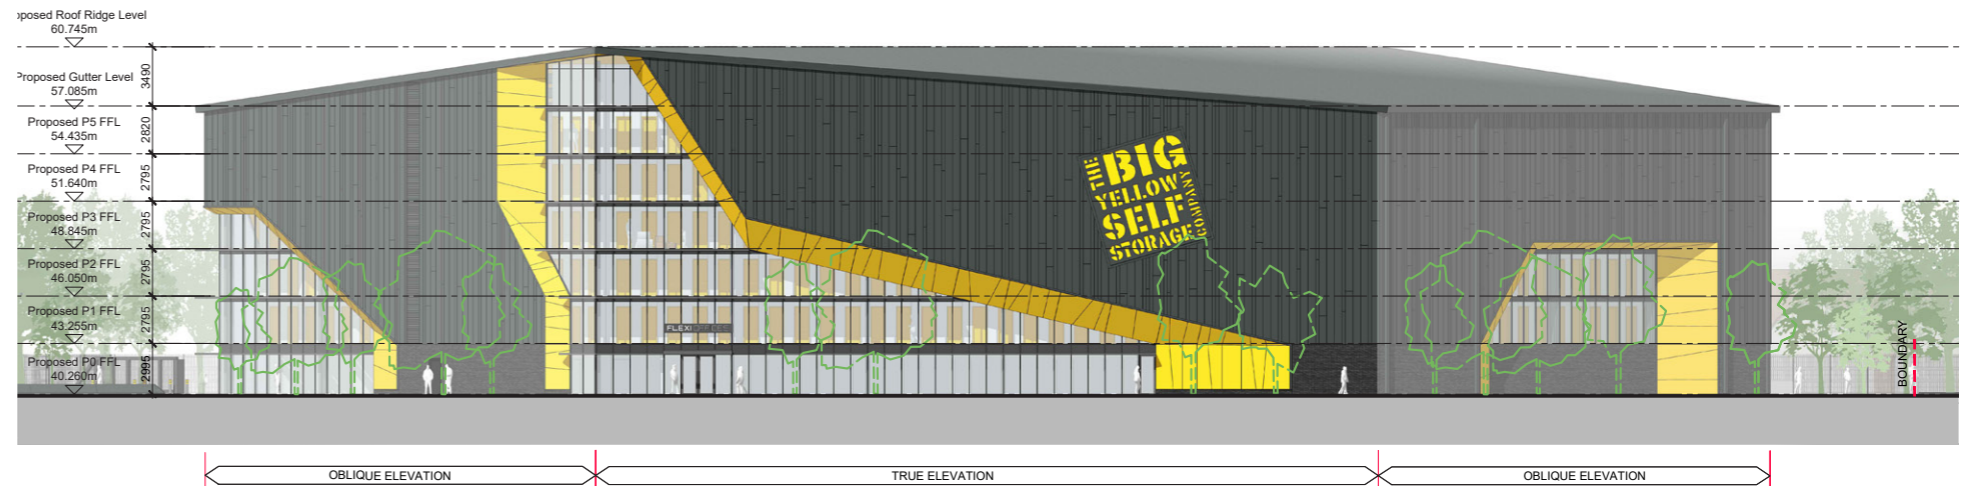 posed Roof Ridge Level
60.745m
3490
Proposed Gutter Level
57.085m
2820
Proposed P5 FFL
54.435m
2795
Proposed P4 FFL
51.640m
2795
Proposed P3 FFL
48.845m
2795
Proposed P2 FFL
46.050m
2795
Proposed P1 FFL
43.255m
2995
Proposed P0 FFL
40.260m
THE
BIG
YELLOW
SELF
STORAGE
COMPANY
FLEXI
BOUNDARY
OBLIQUE ELEVATION
TRUE ELEVATION
OBLIQUE ELEVATION